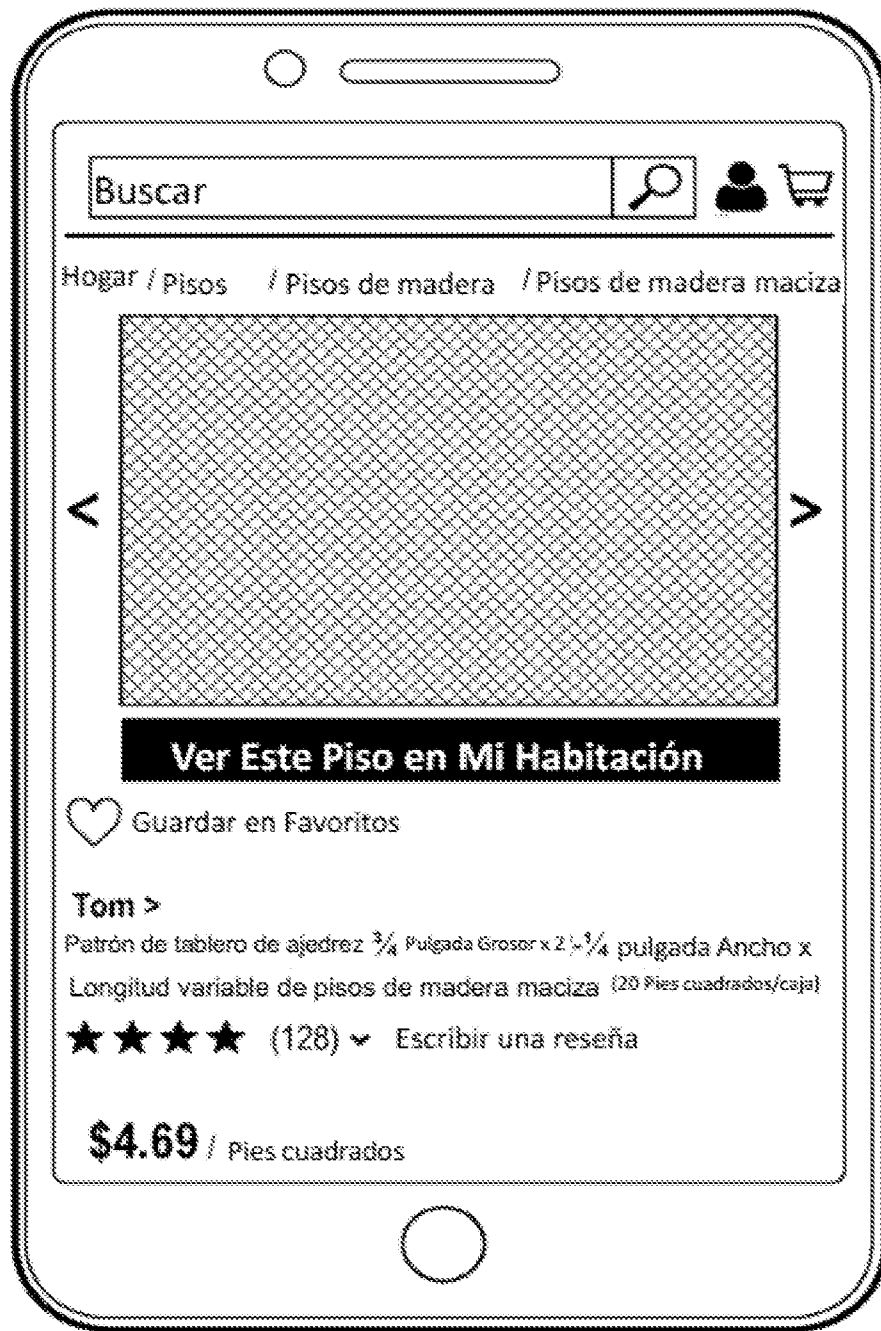 Buscar
Hogar / Pisos / Pisos de madera / Pisos de madera maciza
<
>
Ver Este Piso en Mi Habitación
Guardar en Favoritos
Tom >
Patrón de tablero de ajedrez ¾ Pulgada Grosor x 2 -¼ pulgada Ancho x
Longitud variable de pisos de madera maciza (20 Pies cuadrados/caja)
★★★★ (128) Escribir una reseña
$4.69 / Pies cuadrados